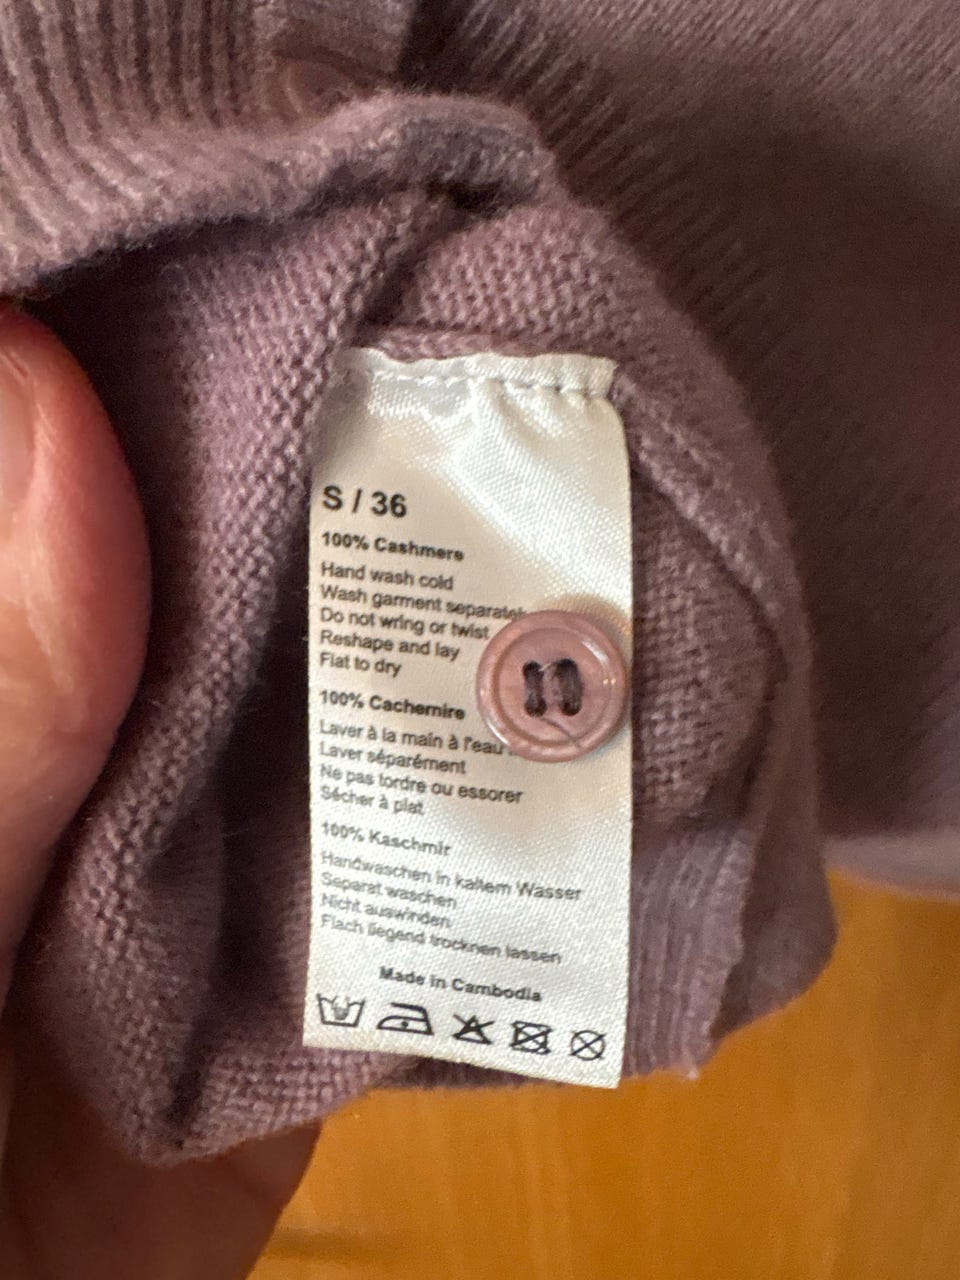 S / 36
100% Cashmere
Hand wash cold
Wash garment
Do not wring or twist
Reshape and lay
Flat to dry
100% Cachemire
Laver à la main à l'eau
Laver séparément
Ne pas tordre ou essorer
Sécher à plat
100% Kaschmir
Handwaschen in kaltem Wasser
Separat waschen
Nicht auswinden
Flach liegend trocknen lassen
Made in Cambodia